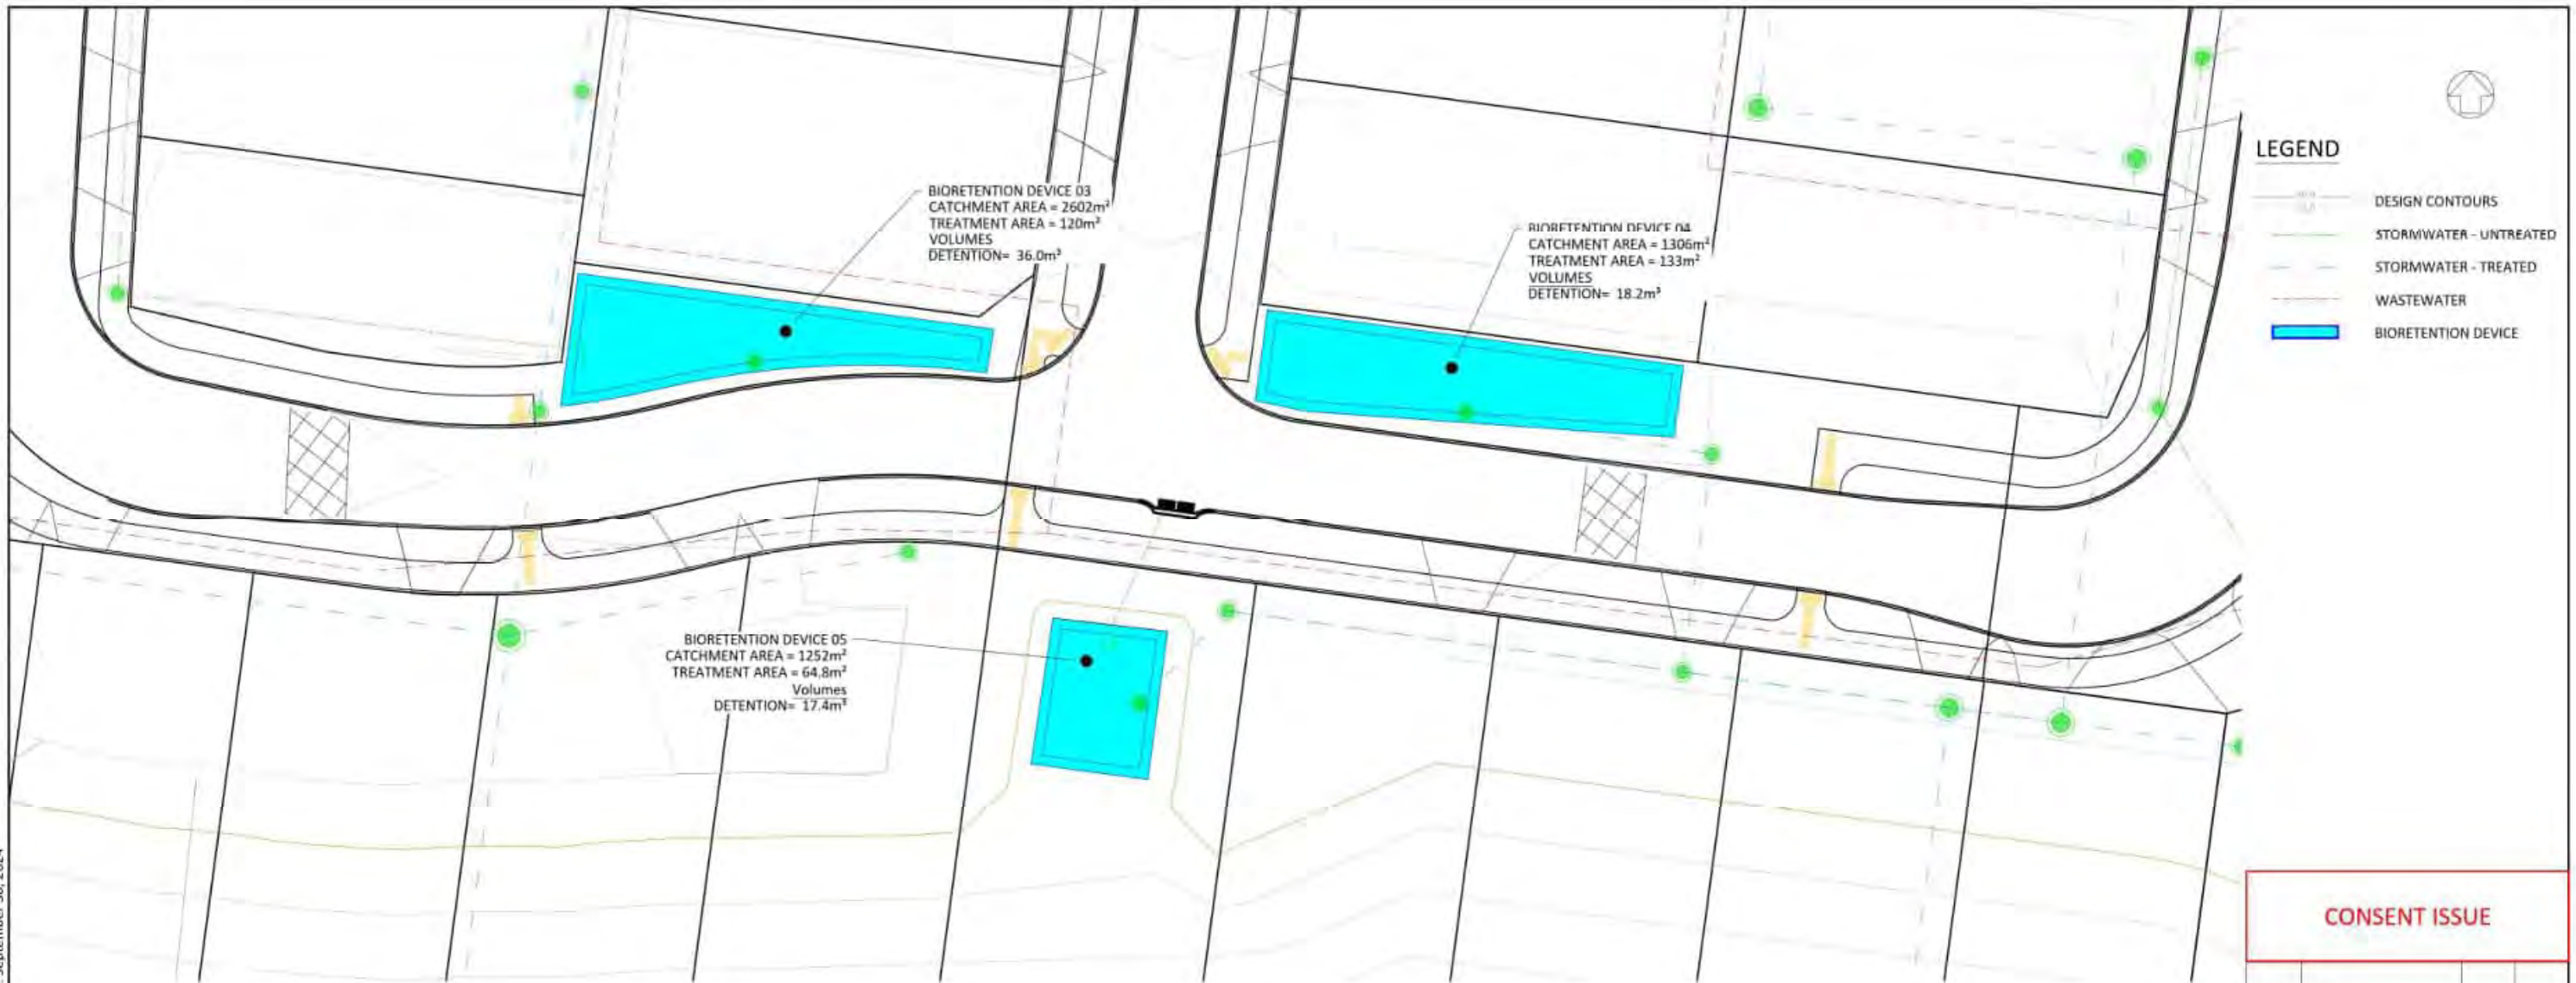 BIORETENTION DEVICE 03
CATCHMENT AREA = 2602m²
TREATMENT AREA = 120m²
VOLUMES
DETENTION= 36.0m³
BIORETENTION DEVICE 04
CATCHMENT AREA = 1306m²
TREATMENT AREA = 133m²
VOLUMES
DETENTION= 18.2m³
BIORETENTION DEVICE 05
CATCHMENT AREA = 1252m²
TREATMENT AREA = 64.8m²
Volumes
DETENTION= 17.4m³
LEGEND
DESIGN CONTOURS
STORMWATER - UNTREATED
STORMWATER - TREATED
WASTEWATER
BIORETENTION DEVICE
CONSENT ISSUE